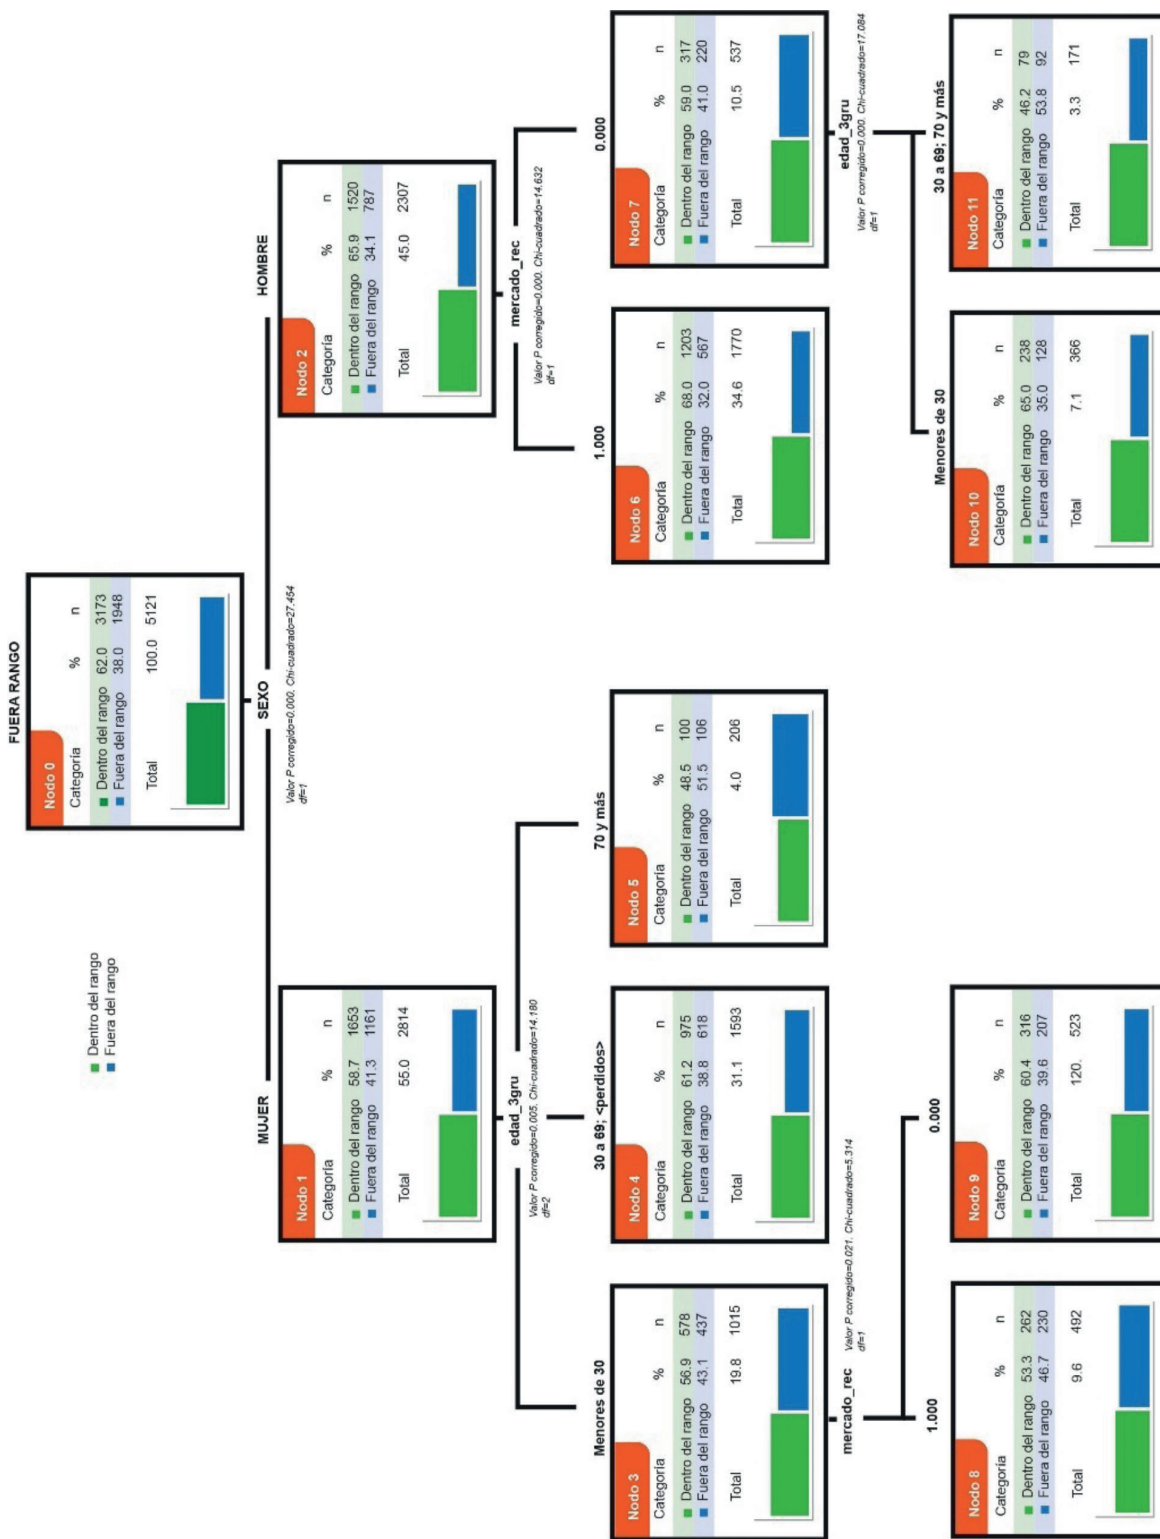 FUERA RANGO
Nodo 0
Categoría % n
Dentro del rango 62.0 3173
Fuera del rango 38.0 1948
Total 100.0 5121
Dentro del rango
Fuera del rango
SEXO
Valor P corregido=0.000. Chi-cuadrado=27.454
df=1
MUJER
HOMBRE
Nodo 1
Categoría % n
Dentro del rango 58.7 1653
Fuera del rango 41.3 1161
Total 55.0 2814
Nodo 2
Categoría % n
Dentro del rango 65.9 1520
Fuera del rango 34.1 787
Total 45.0 2307
edad_3gru
Valor P corregido=0.005. Chi-cuadrado=14.180
df=2
mercado_rec
Valor P corregido=0.000. Chi-cuadrado=14.632
df=1
Menores de 30
30 a 69; <perdidos>
70 y más
1.000
0.000
Nodo 3
Categoría % n
Dentro del rango 56.9 578
Fuera del rango 43.1 437
Total 19.8 1015
Nodo 4
Categoría % n
Dentro del rango 61.2 975
Fuera del rango 38.8 618
Total 31.1 1593
Nodo 5
Categoría % n
Dentro del rango 48.5 100
Fuera del rango 51.5 106
Total 4.0 206
Nodo 6
Categoría % n
Dentro del rango 68.0 1203
Fuera del rango 32.0 567
Total 34.6 1770
Nodo 7
Categoría % n
Dentro del rango 59.0 317
Fuera del rango 41.0 220
Total 10.5 537
mercado_rec
Valor P corregido=0.021. Chi-cuadrado=5.314
df=1
edad_3gru
Valor P corregido=0.000. Chi-cuadrado=17.084
df=1
1.000
0.000
Menores de 30
30 a 69; 70 y más
Nodo 8
Categoría % n
Dentro del rango 53.3 262
Fuera del rango 46.7 230
Total 9.6 492
Nodo 9
Categoría % n
Dentro del rango 60.4 316
Fuera del rango 39.6 207
Total 120. 523
Nodo 10
Categoría % n
Dentro del rango 65.0 238
Fuera del rango 35.0 128
Total 7.1 366
Nodo 11
Categoría % n
Dentro del rango 46.2 79
Fuera del rango 53.8 92
Total 3.3 171